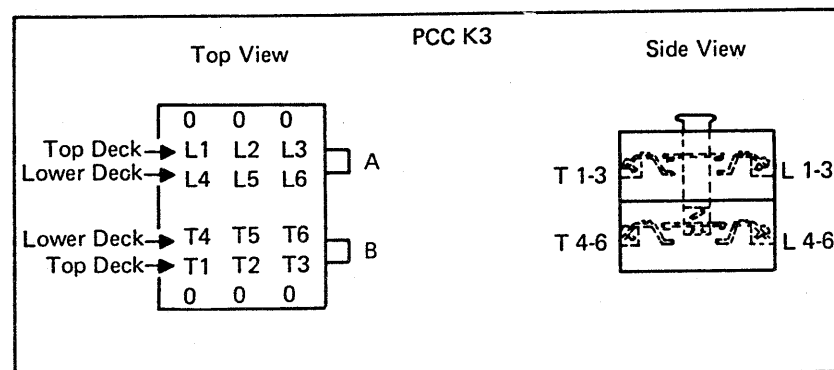 PCC K3
Top View
Side View
0 0 0
Top Deck L1 L2 L3
A
Lower Deck L4 L5 L6
Lower Deck T4 T5 T6
B
Top Deck T1 T2 T3
0 0 0
T 1-3 L 1-3
T 4-6 L 4-6